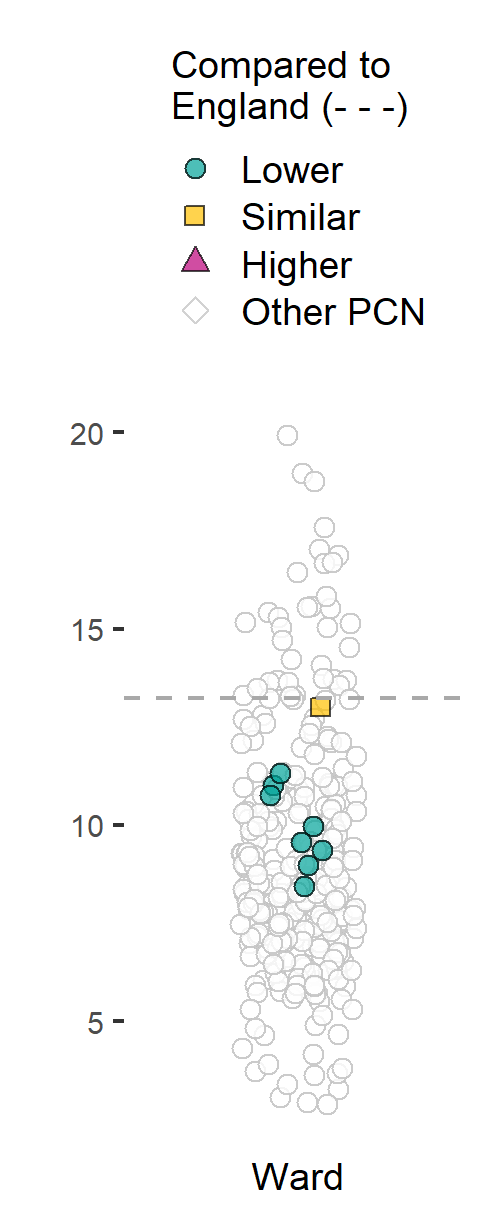 Compared to
England (- - -)
Lower
Similar
Higher
Other PCN
20
15
10
5
Ward